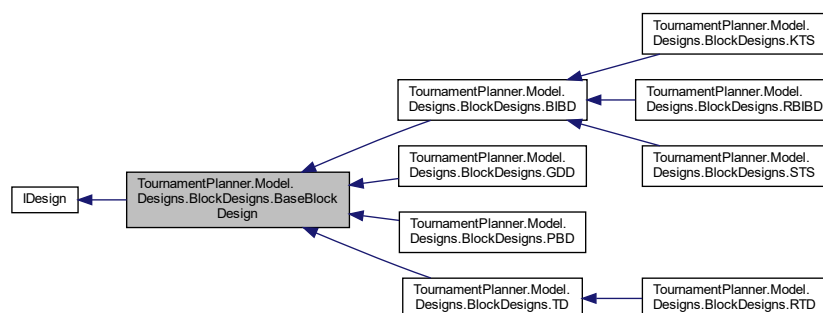 IDesign
TournamentPlanner.Model.
Designs.BlockDesigns.BaseBlock
Design
TournamentPlanner.Model.
Designs.BlockDesigns.BIBD
TournamentPlanner.Model.
Designs.BlockDesigns.GDD
TournamentPlanner.Model.
Designs.BlockDesigns.PBD
TournamentPlanner.Model.
Designs.BlockDesigns.TD
TournamentPlanner.Model.
Designs.BlockDesigns.KTS
TournamentPlanner.Model.
Designs.BlockDesigns.RBIBD
TournamentPlanner.Model.
Designs.BlockDesigns.STS
TournamentPlanner.Model.
Designs.BlockDesigns.RTD